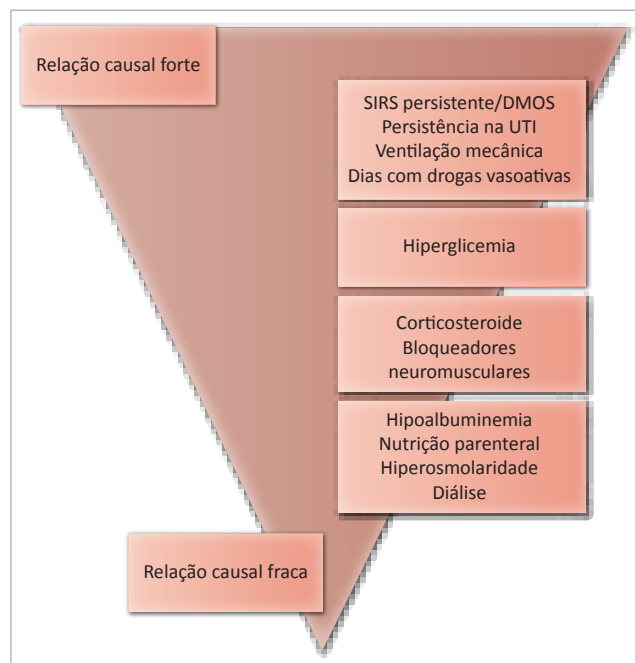 Relação causal forte
SIRS persistente/DMOS
Persistência na UTI
Ventilação mecânica
Dias com drogas vasoativas
Hiperglicemia
Corticosteroide
Bloqueadores
neuromusculares
Hipoalbuminemia
Nutrição parenteral
Hiperosmolaridade
Diálise
Relação causal fraca